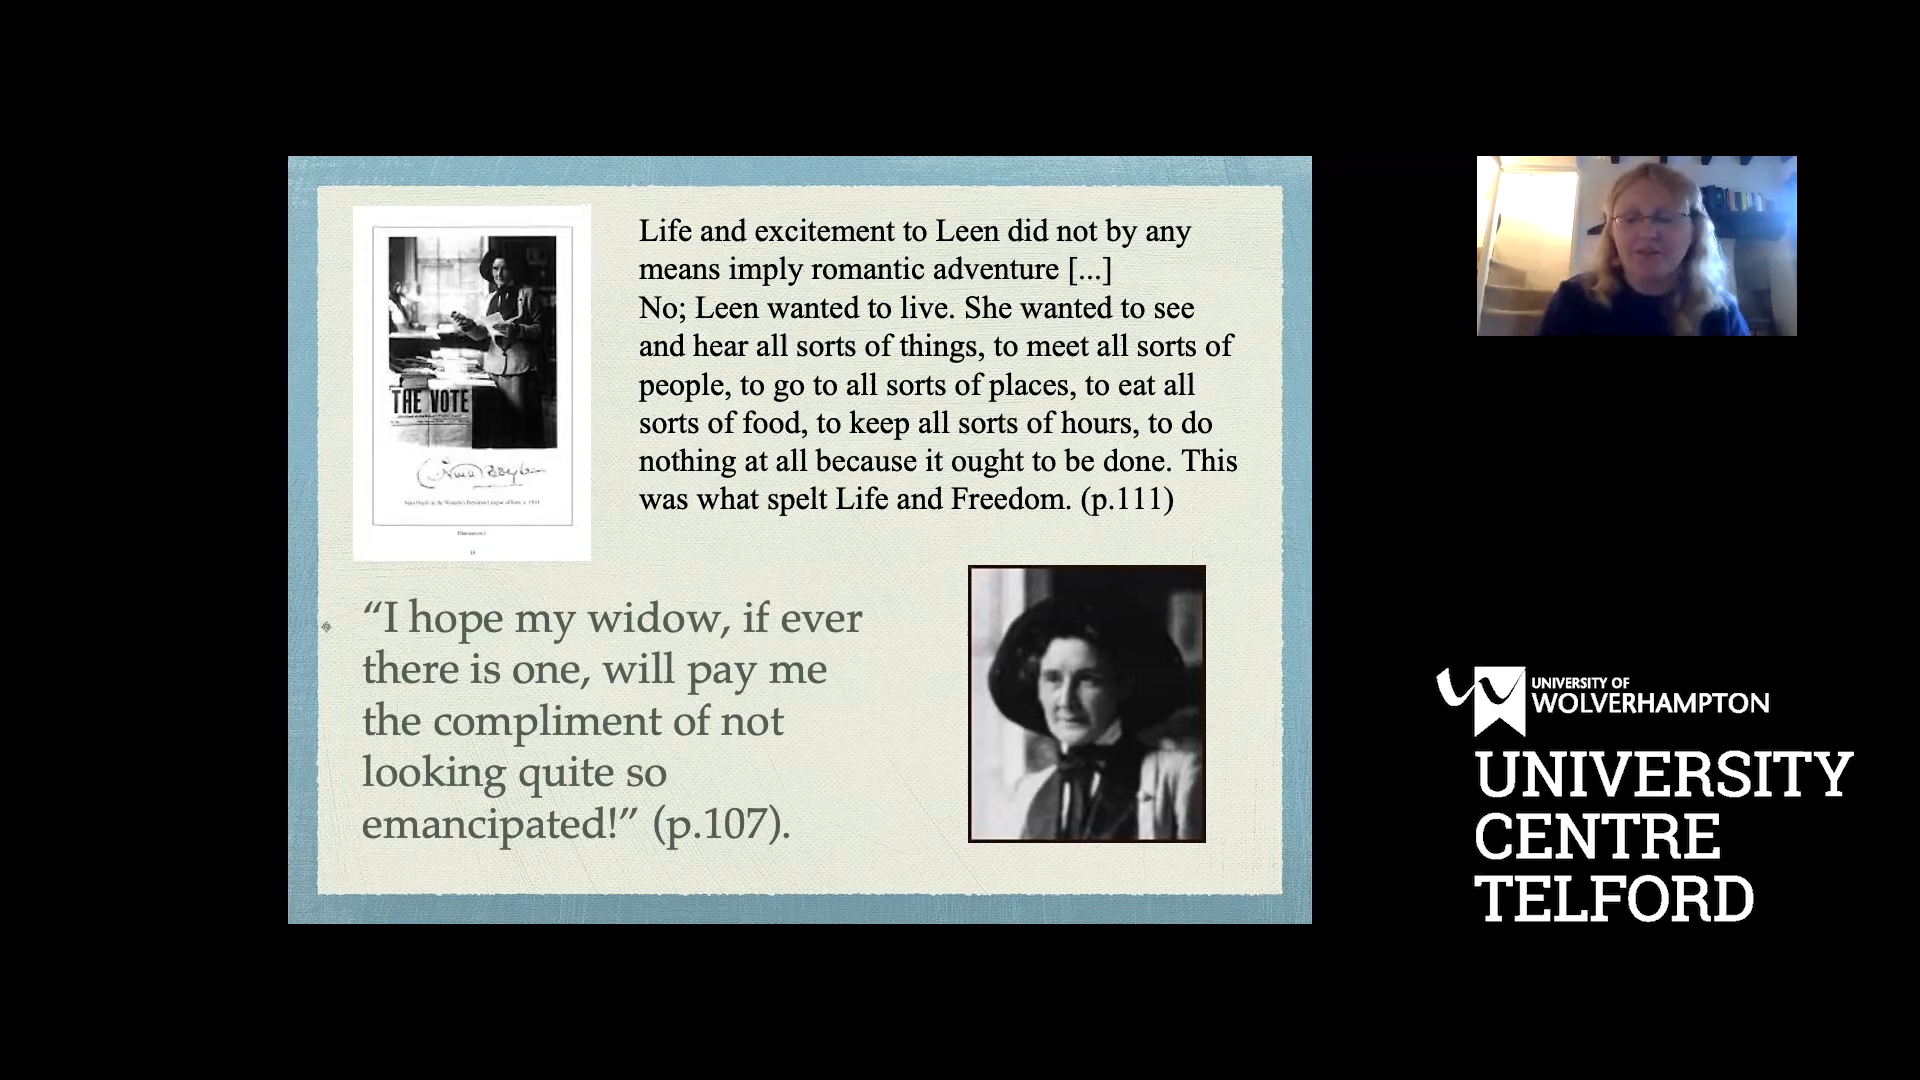 Life and excitement to Leen did not by any
means imply romantic adventure [...]
No; Leen wanted to live. She wanted to see
and hear all sorts of things, to meet all sorts of
people, to go to all sorts of places, to eat all
sorts of food, to keep all sorts of hours, to do
nothing at all because it ought to be done. This
was what spelt Life and Freedom. (p.111)
THE VOTE
“I hope my widow, if ever
there is one, will pay me
the compliment of not
looking quite so
emancipated!” (p.107).
UNIVERSITY OF
WOLVERHAMPTON
UNIVERSITY
CENTRE
TELFORD